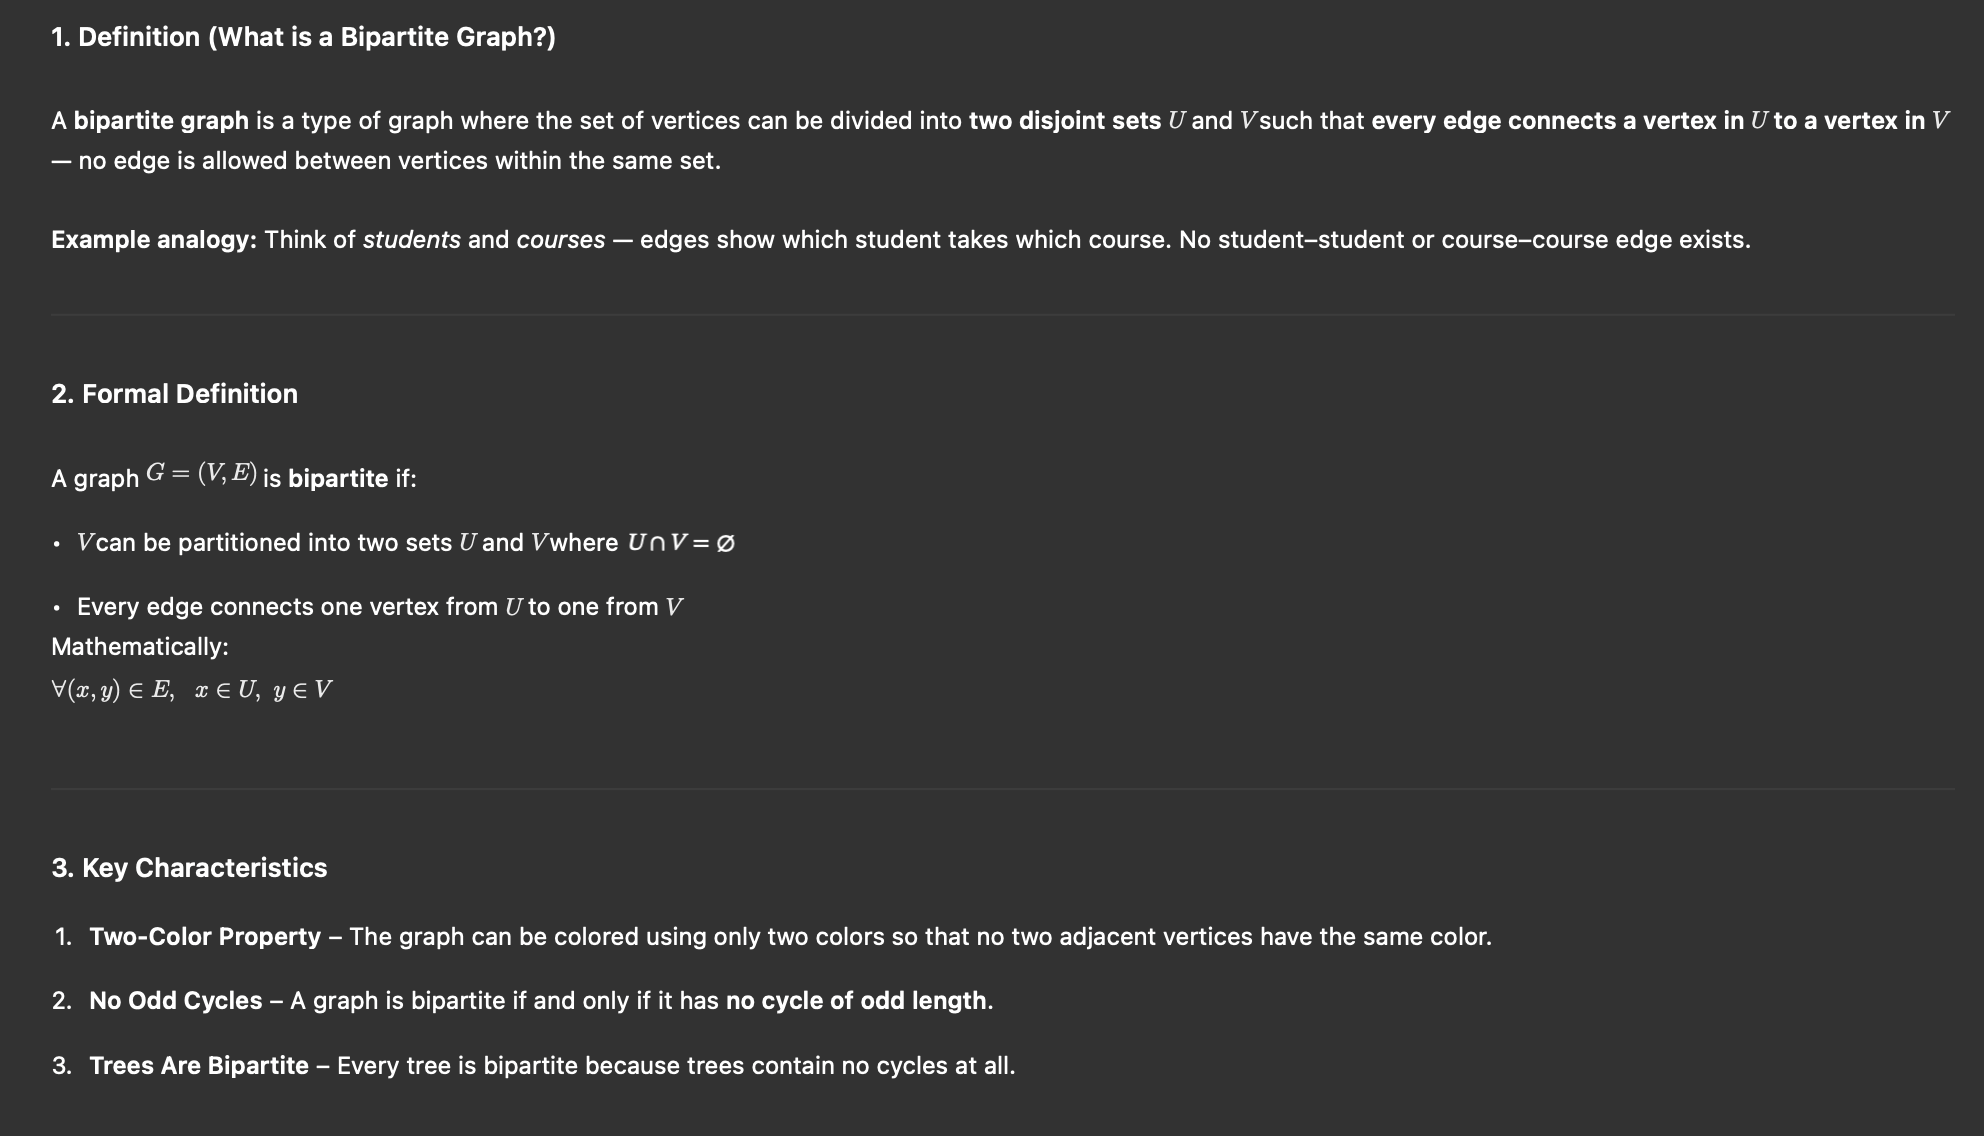 1. Definition (What is a Bipartite Graph?)
A bipartite graph is a type of graph where the set of vertices can be divided into two disjoint sets U and V such that every edge connects a vertex in U to a vertex in V
— no edge is allowed between vertices within the same set.
Example analogy: Think of students and courses — edges show which student takes which course. No student–student or course–course edge exists.
2. Formal Definition
A graph G = (V, E) is bipartite if:
• V can be partitioned into two sets U and V where U ∩ V = ∅
• Every edge connects one vertex from U to one from V
Mathematically:
∀(x, y) ∈ E, x ∈ U, y ∈ V
3. Key Characteristics
1. Two-Color Property – The graph can be colored using only two colors so that no two adjacent vertices have the same color.
2. No Odd Cycles – A graph is bipartite if and only if it has no cycle of odd length.
3. Trees Are Bipartite – Every tree is bipartite because trees contain no cycles at all.